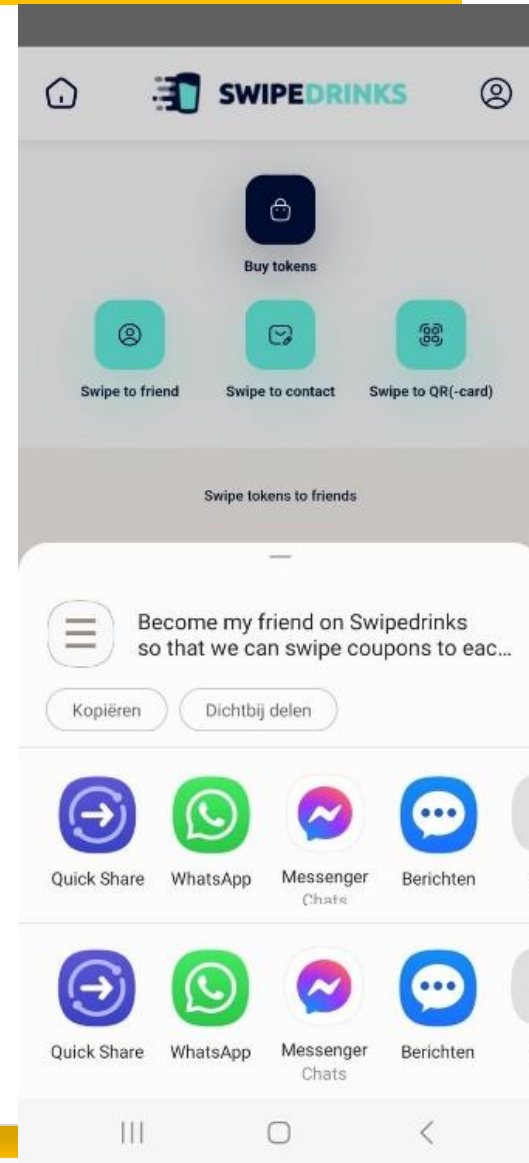 SWIPEDRINKS
Buy tokens
Swipe to friend Swipe to contact Swipe to QR(-card)
Swipe tokens to friends
Become my friend on Swipedrinks
so that we can swipe coupons to eac...
Kopiëren Dichtbij delen
Quick Share WhatsApp Messenger Berichten
Chats
Quick Share WhatsApp Messenger Berichten
Chats